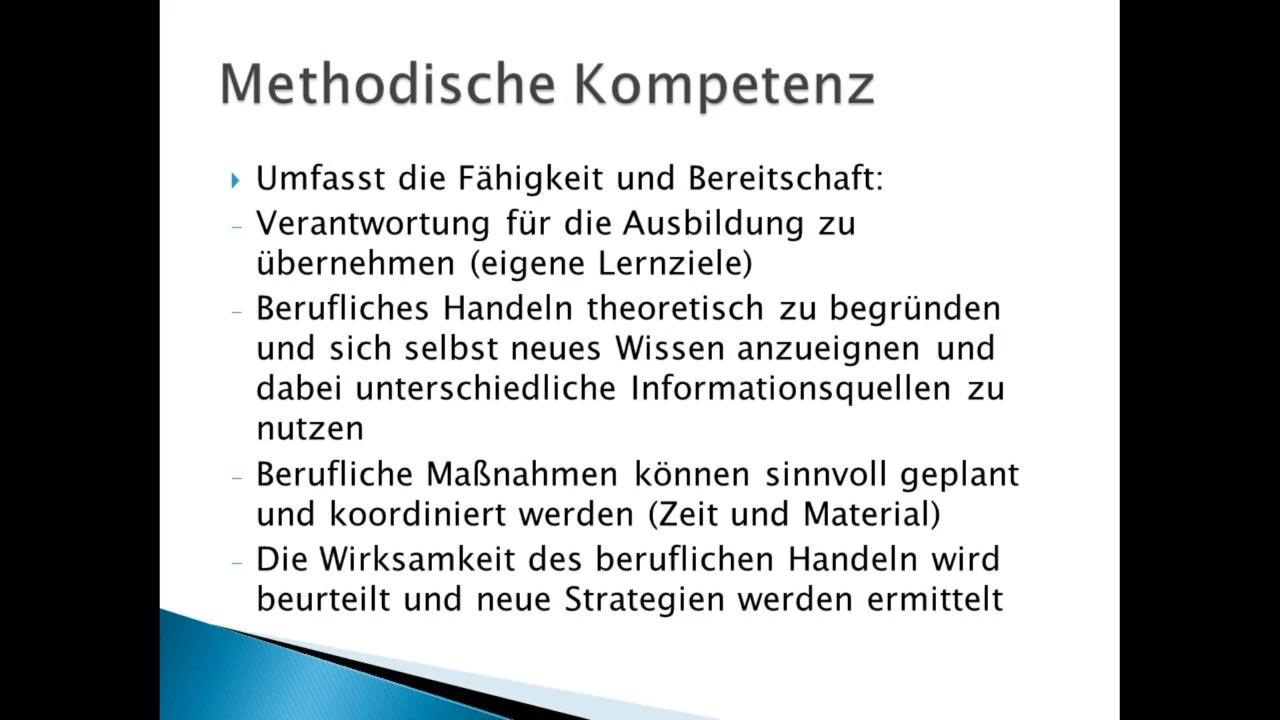 Methodische Kompetenz
Umfasst die Fähigkeit und Bereitschaft:
- Verantwortung für die Ausbildung zu
übernehmen (eigene Lernziele)
- Berufliches Handeln theoretisch zu begründen
und sich selbst neues Wissen anzueignen und
dabei unterschiedliche Informationsquellen zu
nutzen
- Berufliche Maßnahmen können sinnvoll geplant
und koordiniert werden (Zeit und Material)
- Die Wirksamkeit des beruflichen Handeln wird
beurteilt und neue Strategien werden ermittelt